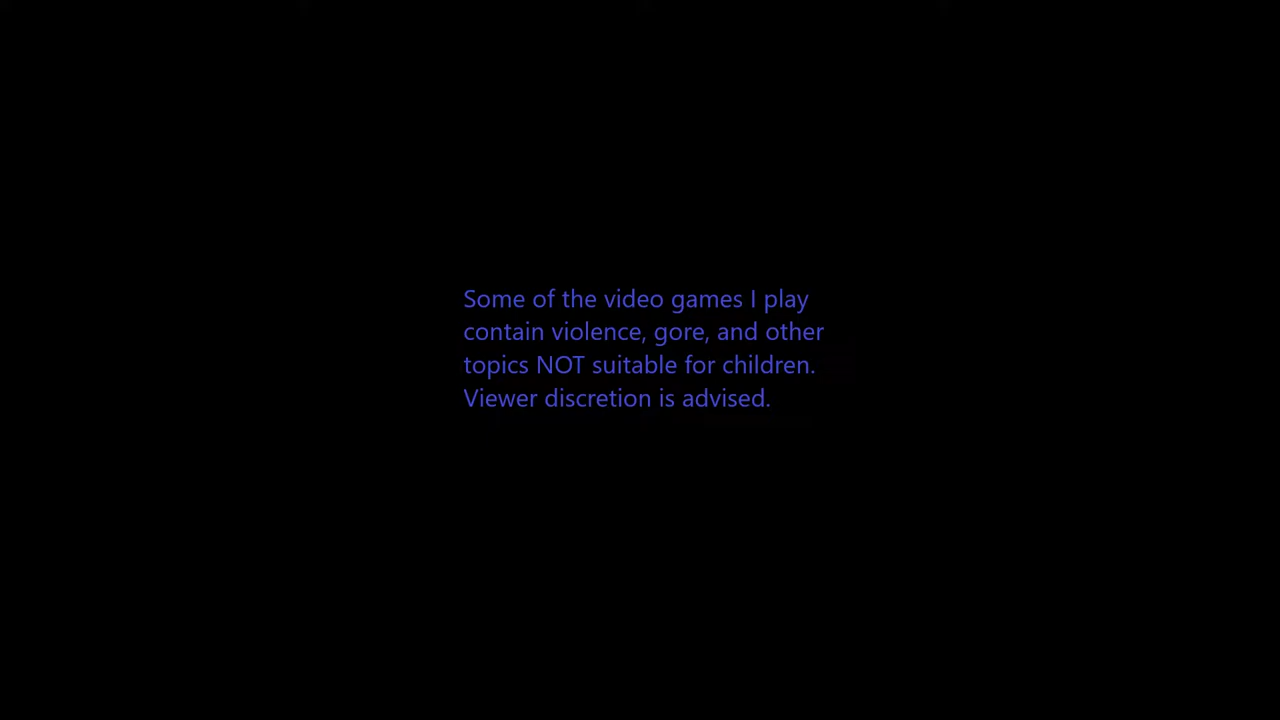 Some of the video games I play
contain violence, gore, and other
topics NOT suitable for children.
Viewer discretion is advised.